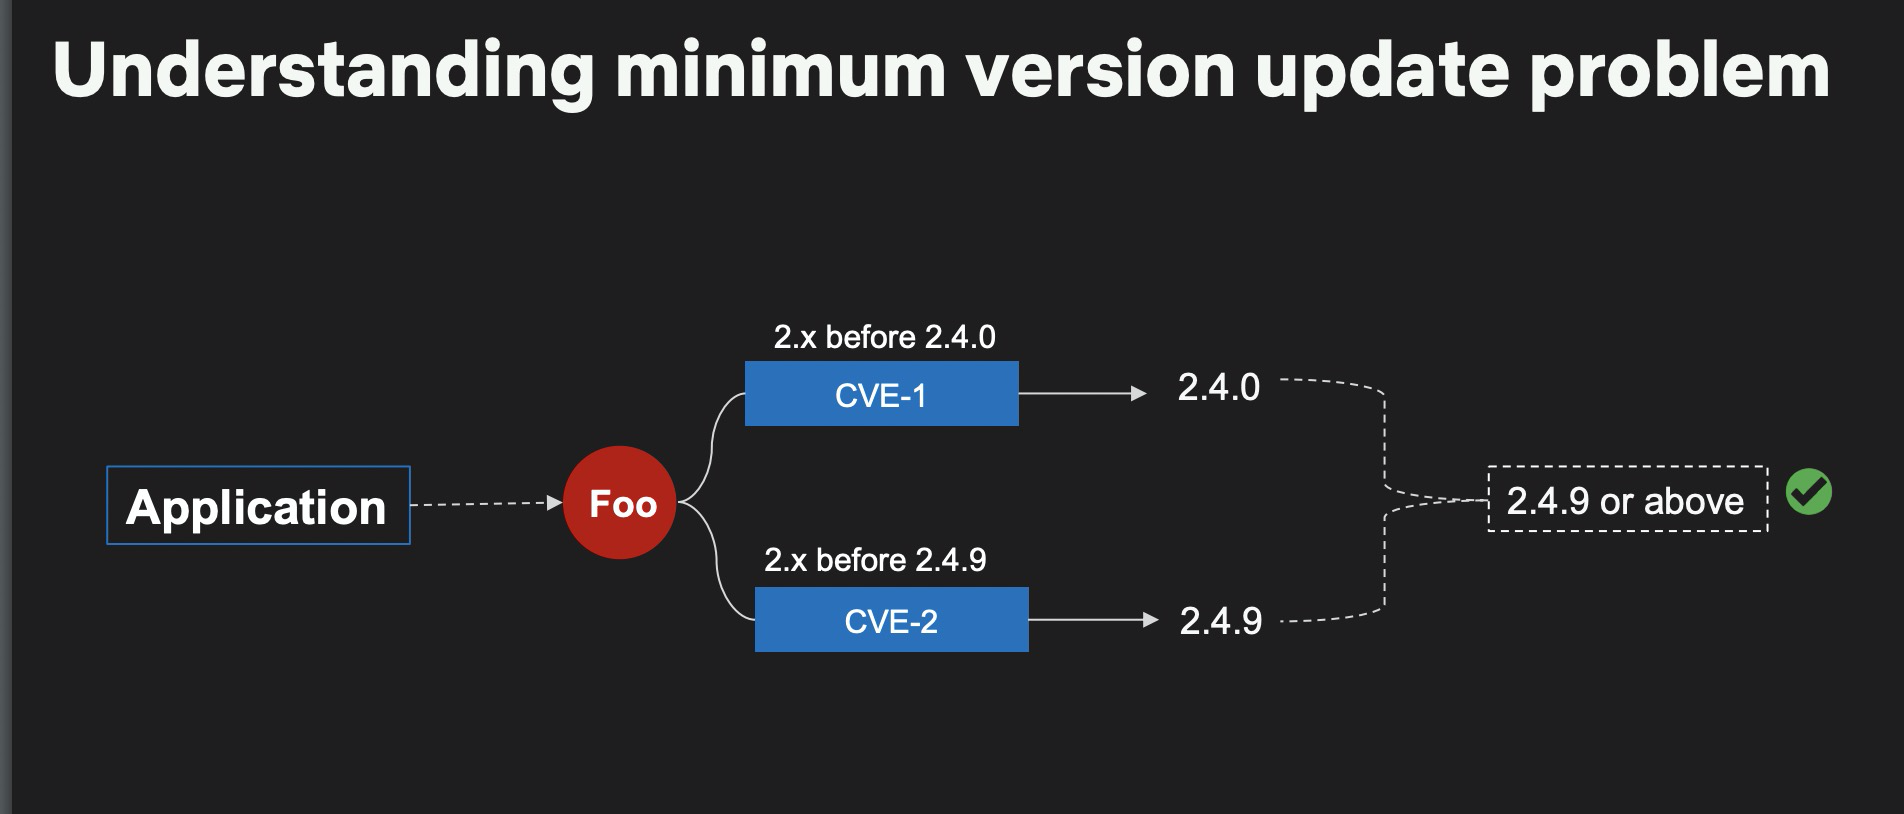 Understanding minimum version update problem
2.x before 2.4.0
CVE-1
2.4.0
Application
Foo
2.4.9 or above
2.x before 2.4.9
CVE-2
2.4.9